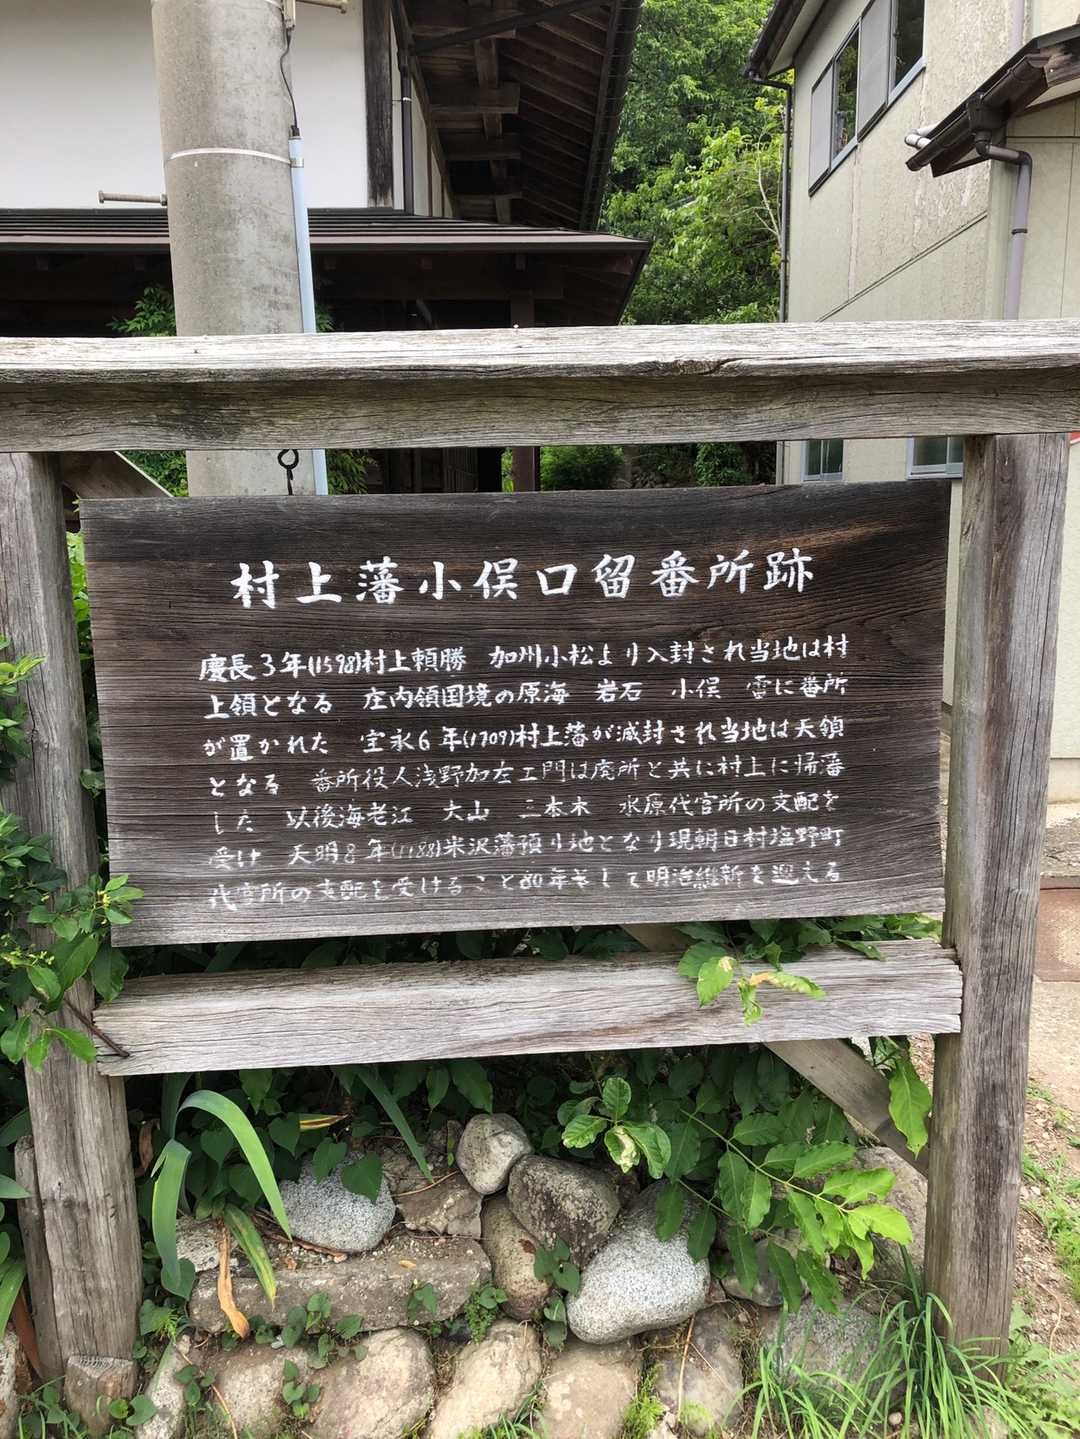 村上藩小俣口留番所跡
慶長3年(1598)村上頼勝　加州小松より入封され当地は村
上領となる　庄内領国境の原海　岩石　小俣　雷に番所
が置かれた　宝永6年(1709)村上藩が減封され当地は天領
となる　番所役人浅野加左エ門は廃所と共に村上に帰藩
した　以後海老江　大山　三本木　水原代官所の支配を
受け　天明8年(1788)米沢藩預り地となり現朝日村塩野町
代官所の支配を受けること80年そして明治維新を迎える